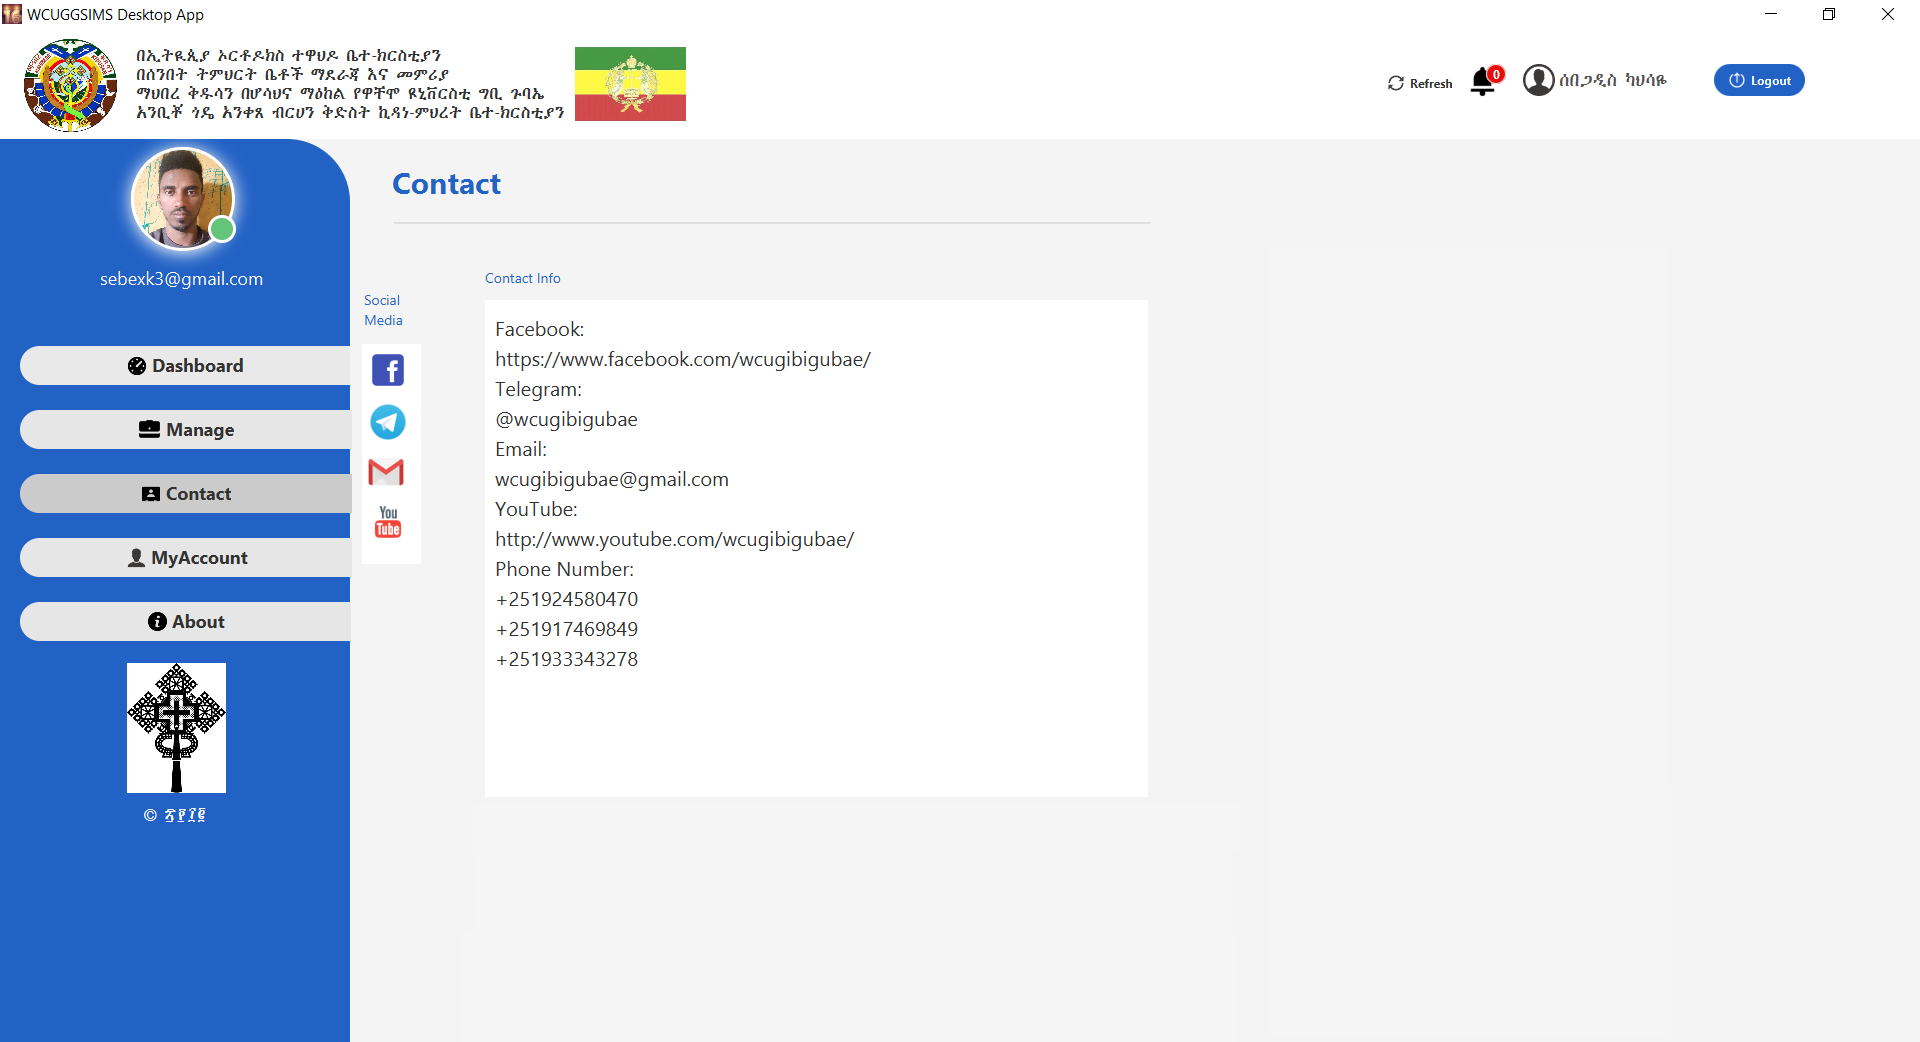 WCUGGSIMS Desktop App
በኢትዪጲያ ኦርቶዶክስ ተዋህዶ ቤተ-ክርስቲያን
በሰንበት ትምህርት ቤቶች ማደራጃ እና መምሪያ
ማህበረ ቅዱሳን በሆሳህና ማዕከል የዋቸሞ ዩኒቨርስቲ ግቢ ጉባኤ
አንቢቾ ጎዴ አንቀጸ ብርሀን ቅድስት ኪዳነ-ምህረት ቤተ-ክርስቲያን
Refresh
0
ሰበጋዲስ ካህሳዬ
Logout
sebexk3@gmail.com
Dashboard
Manage
Contact
MyAccount
About
Contact
Social
Media
You
Tube
Contact Info
Facebook:
https://www.facebook.com/wcugibigubae/
Telegram:
@wcugibigubae
Email:
wcugibigubae@gmail.com
YouTube:
http://www.youtube.com/wcugibigubae/
Phone Number:
+251924580470
+251917469849
+251933343278